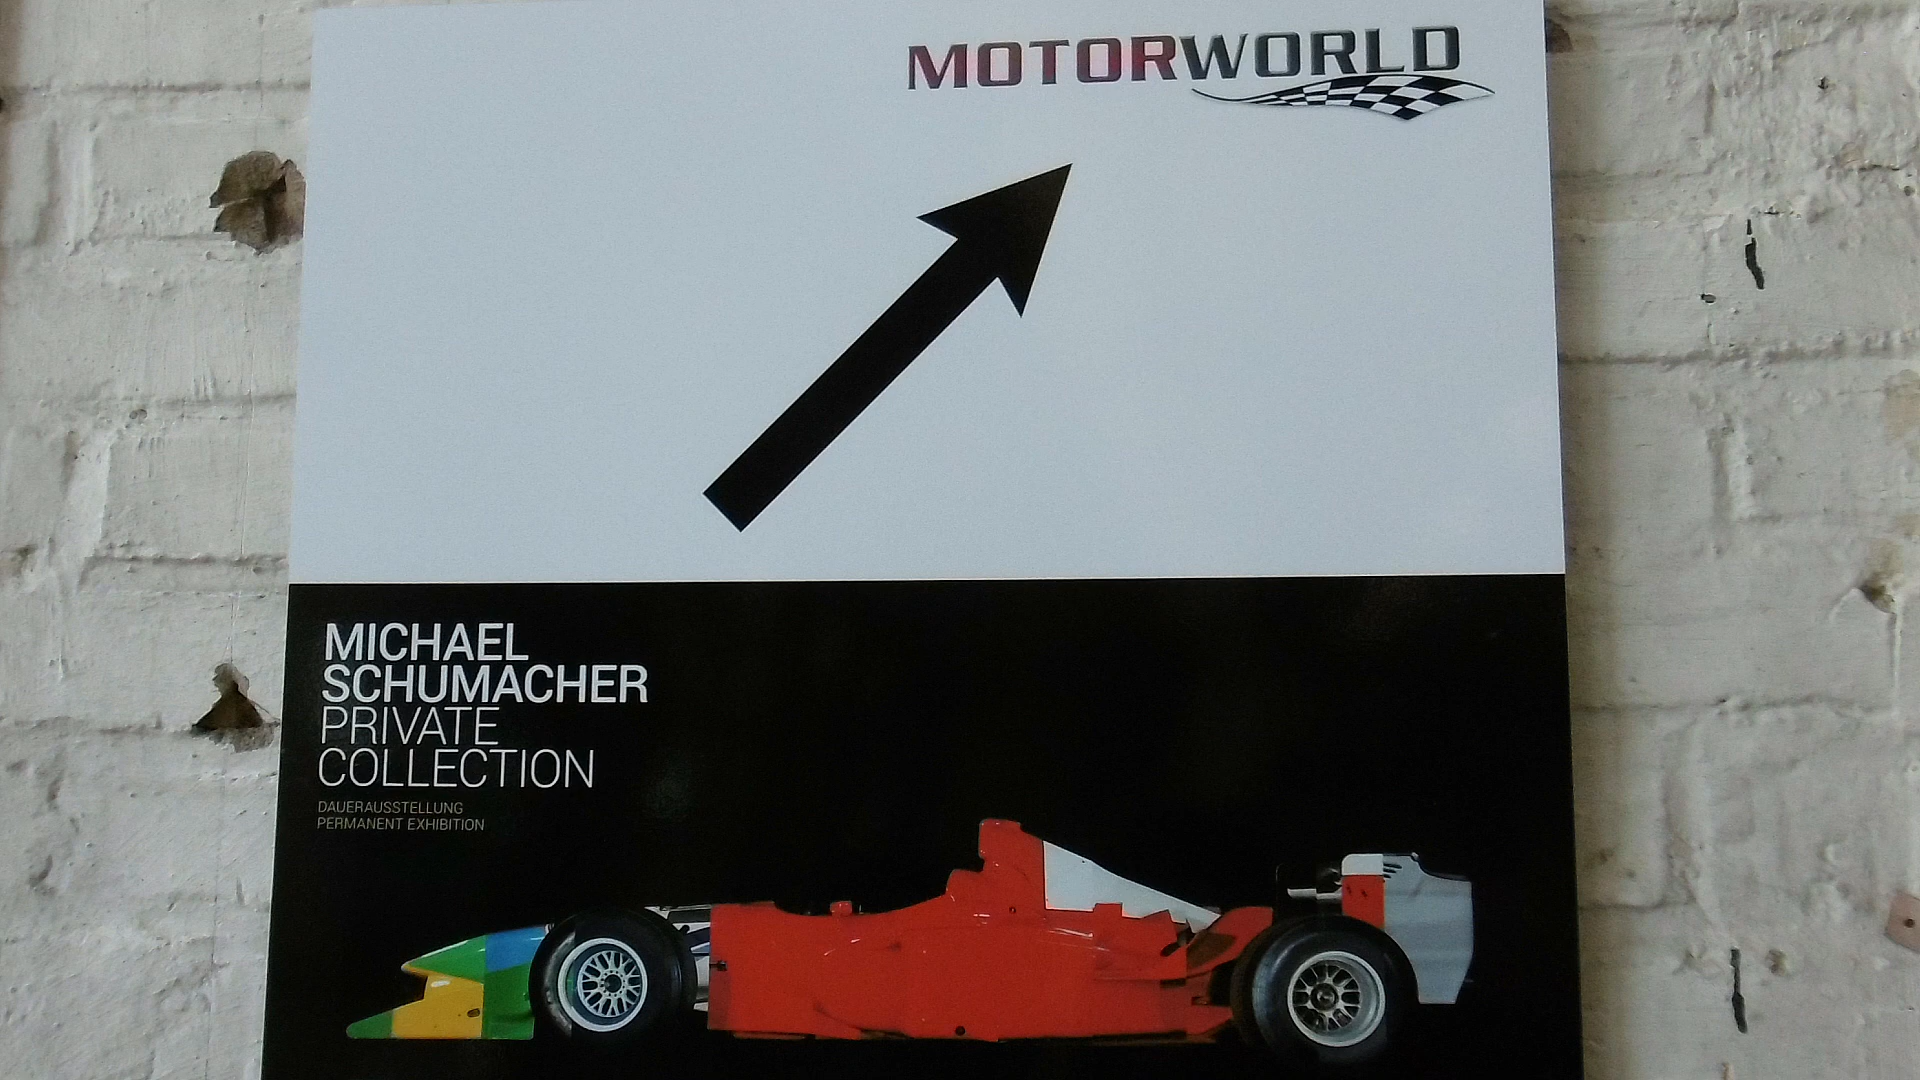 MOTORWORLD
MICHAEL
SCHUMACHER
PRIVATE
COLLECTION
DAUERAUSSTELLUNG
PERMANENT EXHIBITION